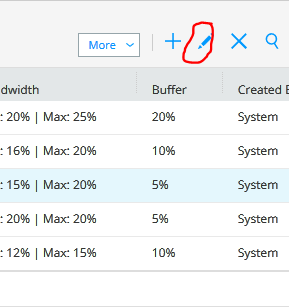 More
dwidth Buffer Created B
: 20% | Max: 25% 20% System
: 16% | Max: 20% 10% System
: 15% | Max: 20% 5% System
: 20% | Max: 20% 5% System
: 12% | Max: 15% 10% System